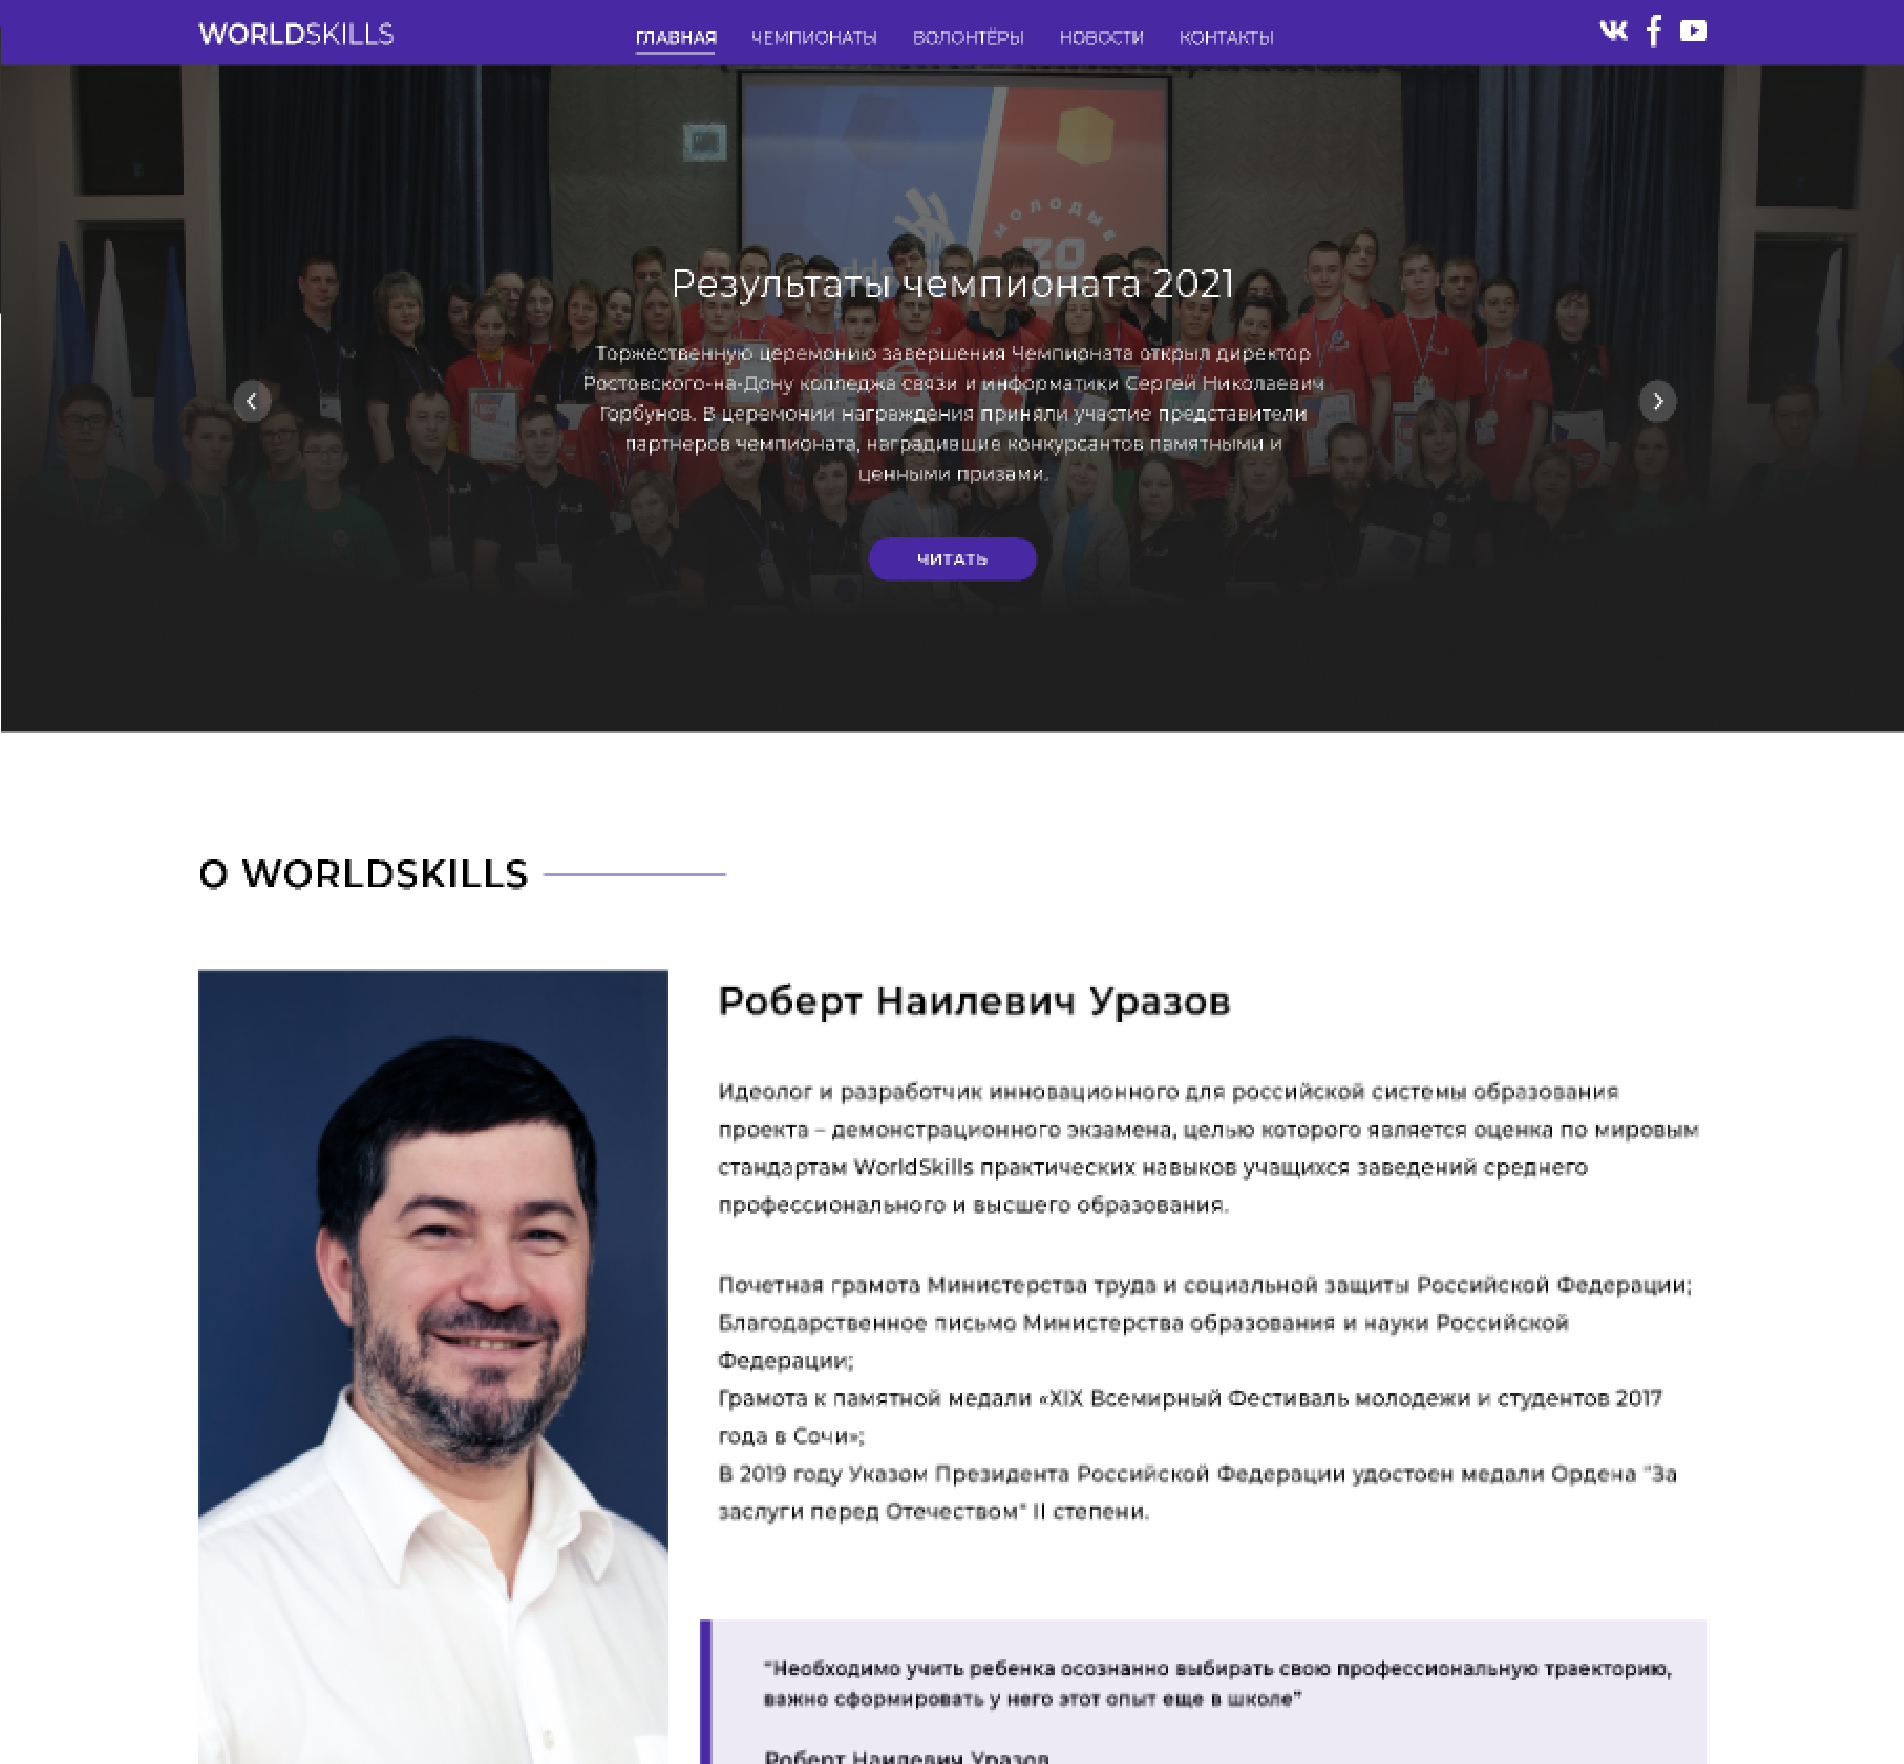 WORLDSKILLS
ГЛАВНАЯ ЧЕМПИОНАТЫ ВОЛОНТЁРЫ НОВОСТИ КОНТАКТЫ
МОЛОДЫЕ
Результаты чемпионата 2021
Торжественную церемонию завершения Чемпионата открыл директор
Ростовского-на-Дону колледжа связи и информатики Сергей Николаевич
Горбунов. В церемонии награждения приняли участие представители
партнеров чемпионата, наградившие конкурсантов памятными и
ценными призами.
ЧИТАТЬ
О WORLDSKILLS
Роберт Наилевич Уразов
Идеолог и разработчик инновационного для российской системы образования
проекта – демонстрационного экзамена, целью которого является оценка по мировым
стандартам WorldSkills практических навыков учащихся заведений среднего
профессионального и высшего образования.
Почетная грамота Министерства труда и социальной защиты Российской Федерации;
Благодарственное письмо Министерства образования и науки Российской
Федерации;
Грамота к памятной медали «XIX Всемирный Фестиваль молодежи и студентов 2017
года в Сочи»;
В 2019 году Указом Президента Российской Федерации удостоен медали Ордена "За
заслуги перед Отечеством" II степени.
"Необходимо учить ребенка осознанно выбирать свою профессиональную траекторию,
важно сформировать у него этот опыт еще в школе"
Роберт Наилевич Уразов